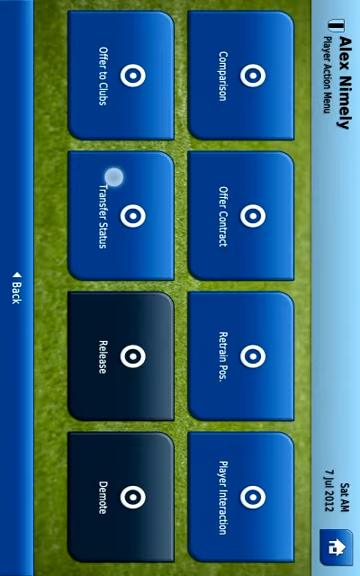 Alex Nimely
Player Action Menu
Sat AM
7 Jul 2012
Comparison
Offer Contract
Retrain Pos.
Player Interaction
Offer to Clubs
Transfer Status
Release
Demote
Back